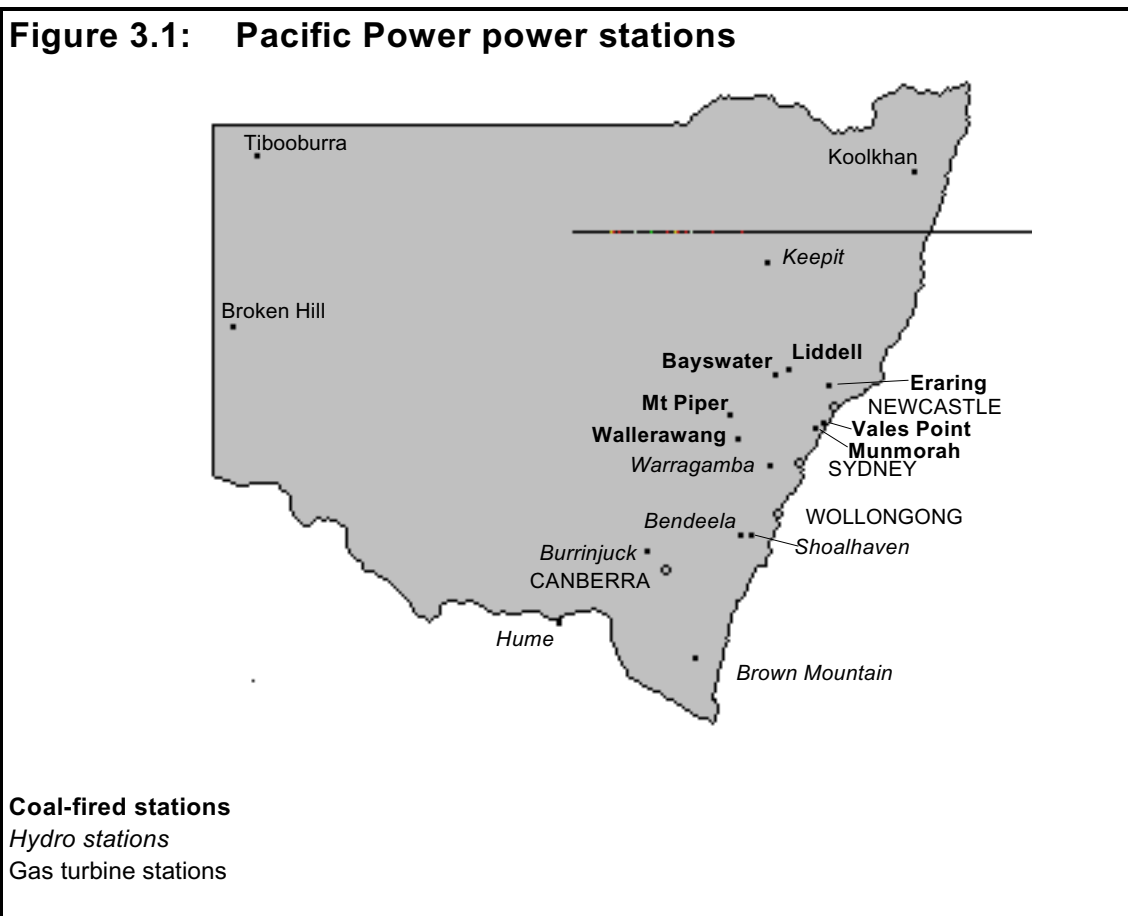 Figure 3.1: Pacific Power power stations
Tibooburra
Koolkhan
Keepit
Broken Hill
Liddell
Bayswater
Eraring
Mt Piper
NEWCASTLE
Vales Point
Wallerawang
Munmorah
Warragamba
SYDNEY
WOLLONGONG
Bendeela
Shoalhaven
Burrinjuck
CANBERRA
Hume
Brown Mountain
Coal-fired stations
Hydro stations
Gas turbine stations